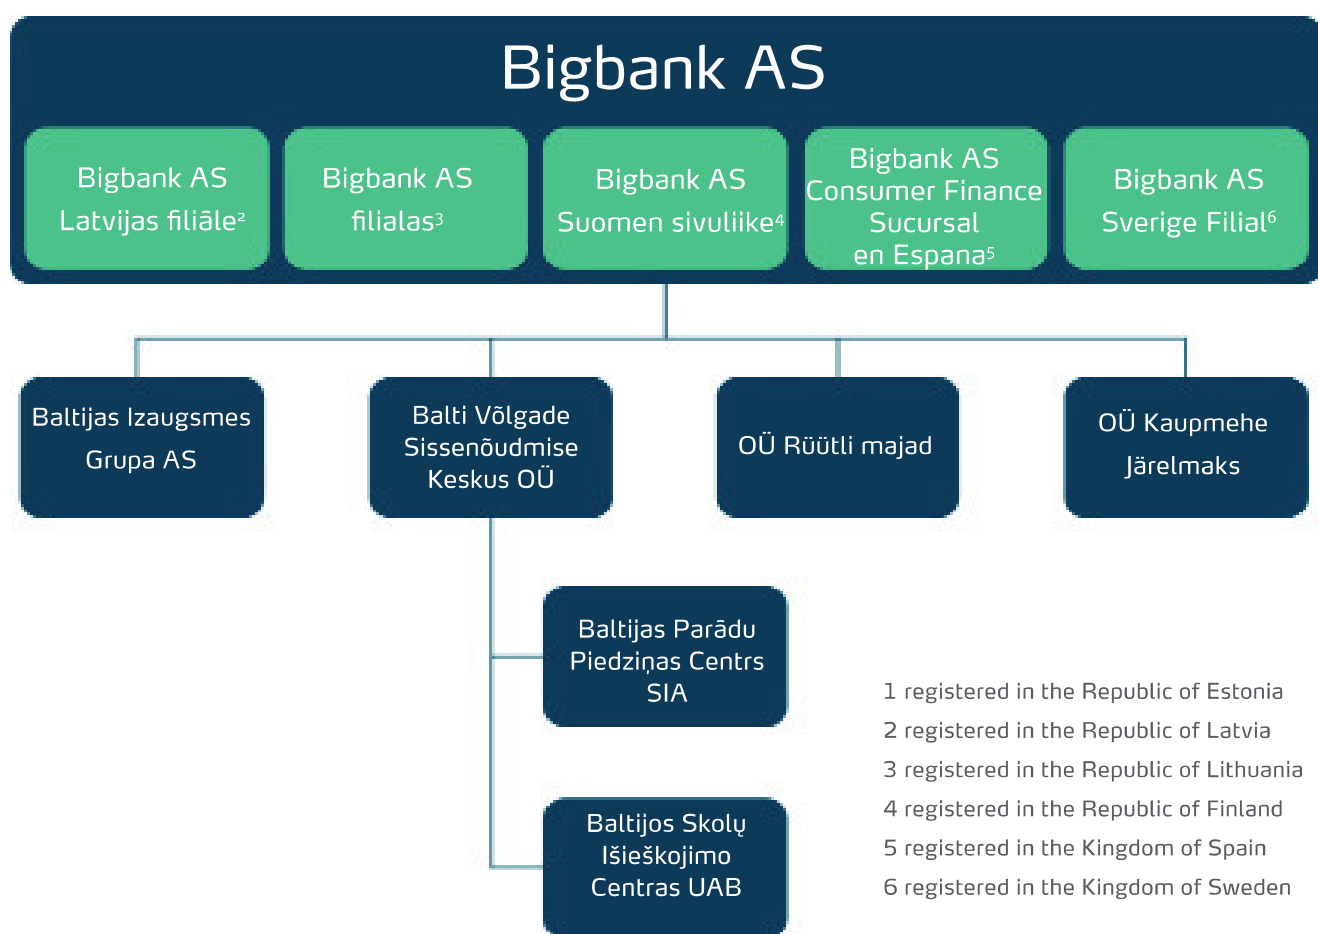 Bigbank AS
Bigbank AS
Latvijas filiāle²
Bigbank AS
filialas³
Bigbank AS
Suomen sivuliike⁴
Bigbank AS
Consumer Finance
Sucursal
en Espana⁵
Bigbank AS
Sverige Filial⁶
Baltijas Izaugsmes
Grupa AS
Balti Võlgade
Sissenõudmise
Keskus OÜ
OÜ Rüütli majad
OÜ Kaupmehe
Järelmaks
Baltijas Parādu
Piedziņas Centrs
SIA
Baltijos Skolų
Išieškojimo
Centras UAB
1 registered in the Republic of Estonia
2 registered in the Republic of Latvia
3 registered in the Republic of Lithuania
4 registered in the Republic of Finland
5 registered in the Kingdom of Spain
6 registered in the Kingdom of Sweden